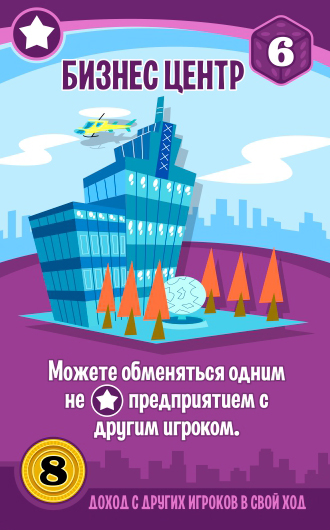 6
БИЗНЕС ЦЕНТР
Можете обменяться одним
не предприятием с
другим игроком.
8
ДОХОД С ДРУГИХ ИГРОКОВ В СВОЙ ХОД